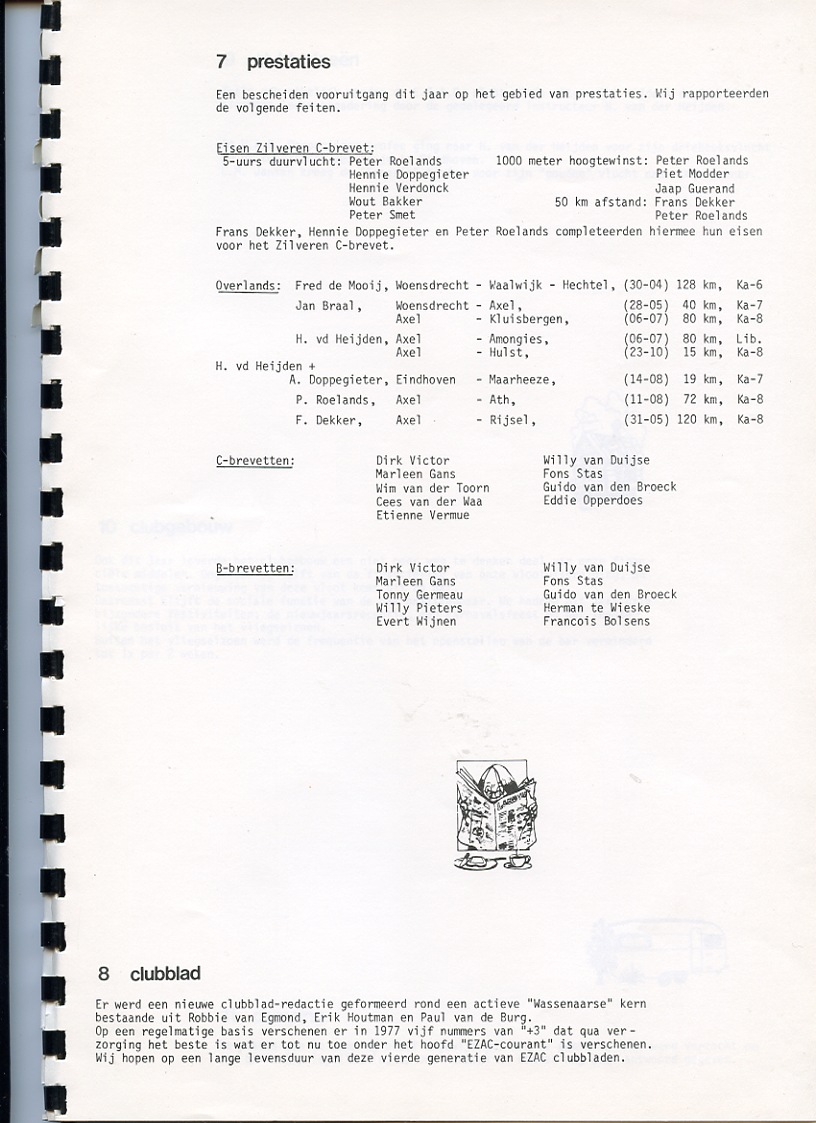 7 prestaties
Een bescheiden vooruitgang dit jaar op het gebied van prestaties. Wij rapporteerden
de volgende feiten.
Eisen Zilveren C-brevet:
5-uurs duurvlucht: Peter Roelands 1000 meter hoogtewinst: Peter Roelands
Hennie Doppegieter Piet Modder
Hennie Verdonck Jaap Guerand
Wout Bakker 50 km afstand: Frans Dekker
Peter Smet Peter Roelands
Frans Dekker, Hennie Doppegieter en Peter Roelands completeerden hiermee hun eisen
voor het Zilveren C-brevet.
Overlands: Fred de Mooij, Woensdrecht - Waalwijk - Hechtel, (30-04) 128 km, Ka-6
Jan Braal, Woensdrecht - Axel, (28-05) 40 km, Ka-7
Axel - Kluisbergen, (06-07) 80 km, Ka-8
H. vd Heijden, Axel - Amongies, (06-07) 80 km, Lib.
Axel - Hulst, (23-10) 15 km, Ka-8
H. vd Heijden +
A. Doppegieter, Eindhoven - Maarheeze, (14-08) 19 km, Ka-7
P. Roelands, Axel - Ath, (11-08) 72 km, Ka-8
F. Dekker, Axel - Rijsel, (31-05) 120 km, Ka-8
C-brevetten: Dirk Victor Willy van Duijse
Marleen Gans Fons Stas
Wim van der Toorn Guido van den Broeck
Cees van der Waa Eddie Opperdoes
Etienne Vermue
B-brevetten: Dirk Victor Willy van Duijse
Marleen Gans Fons Stas
Tonny Germeau Guido van den Broeck
Willy Pieters Herman te Wieske
Evert Wijnen Francois Bolsens
8 clubblad
Er werd een nieuwe clubblad-redactie geformeerd rond een actieve "Wassenaarse" kern
bestaande uit Robbie van Egmond, Erik Houtman en Paul van de Burg.
Op een regelmatige basis verschenen er in 1977 vijf nummers van "+3" dat qua ver-
zorging het beste is wat er tot nu toe onder het hoofd "EZAC-courant" is verschenen.
Wij hopen op een lange levensduur van deze vierde generatie van EZAC clubbladen.